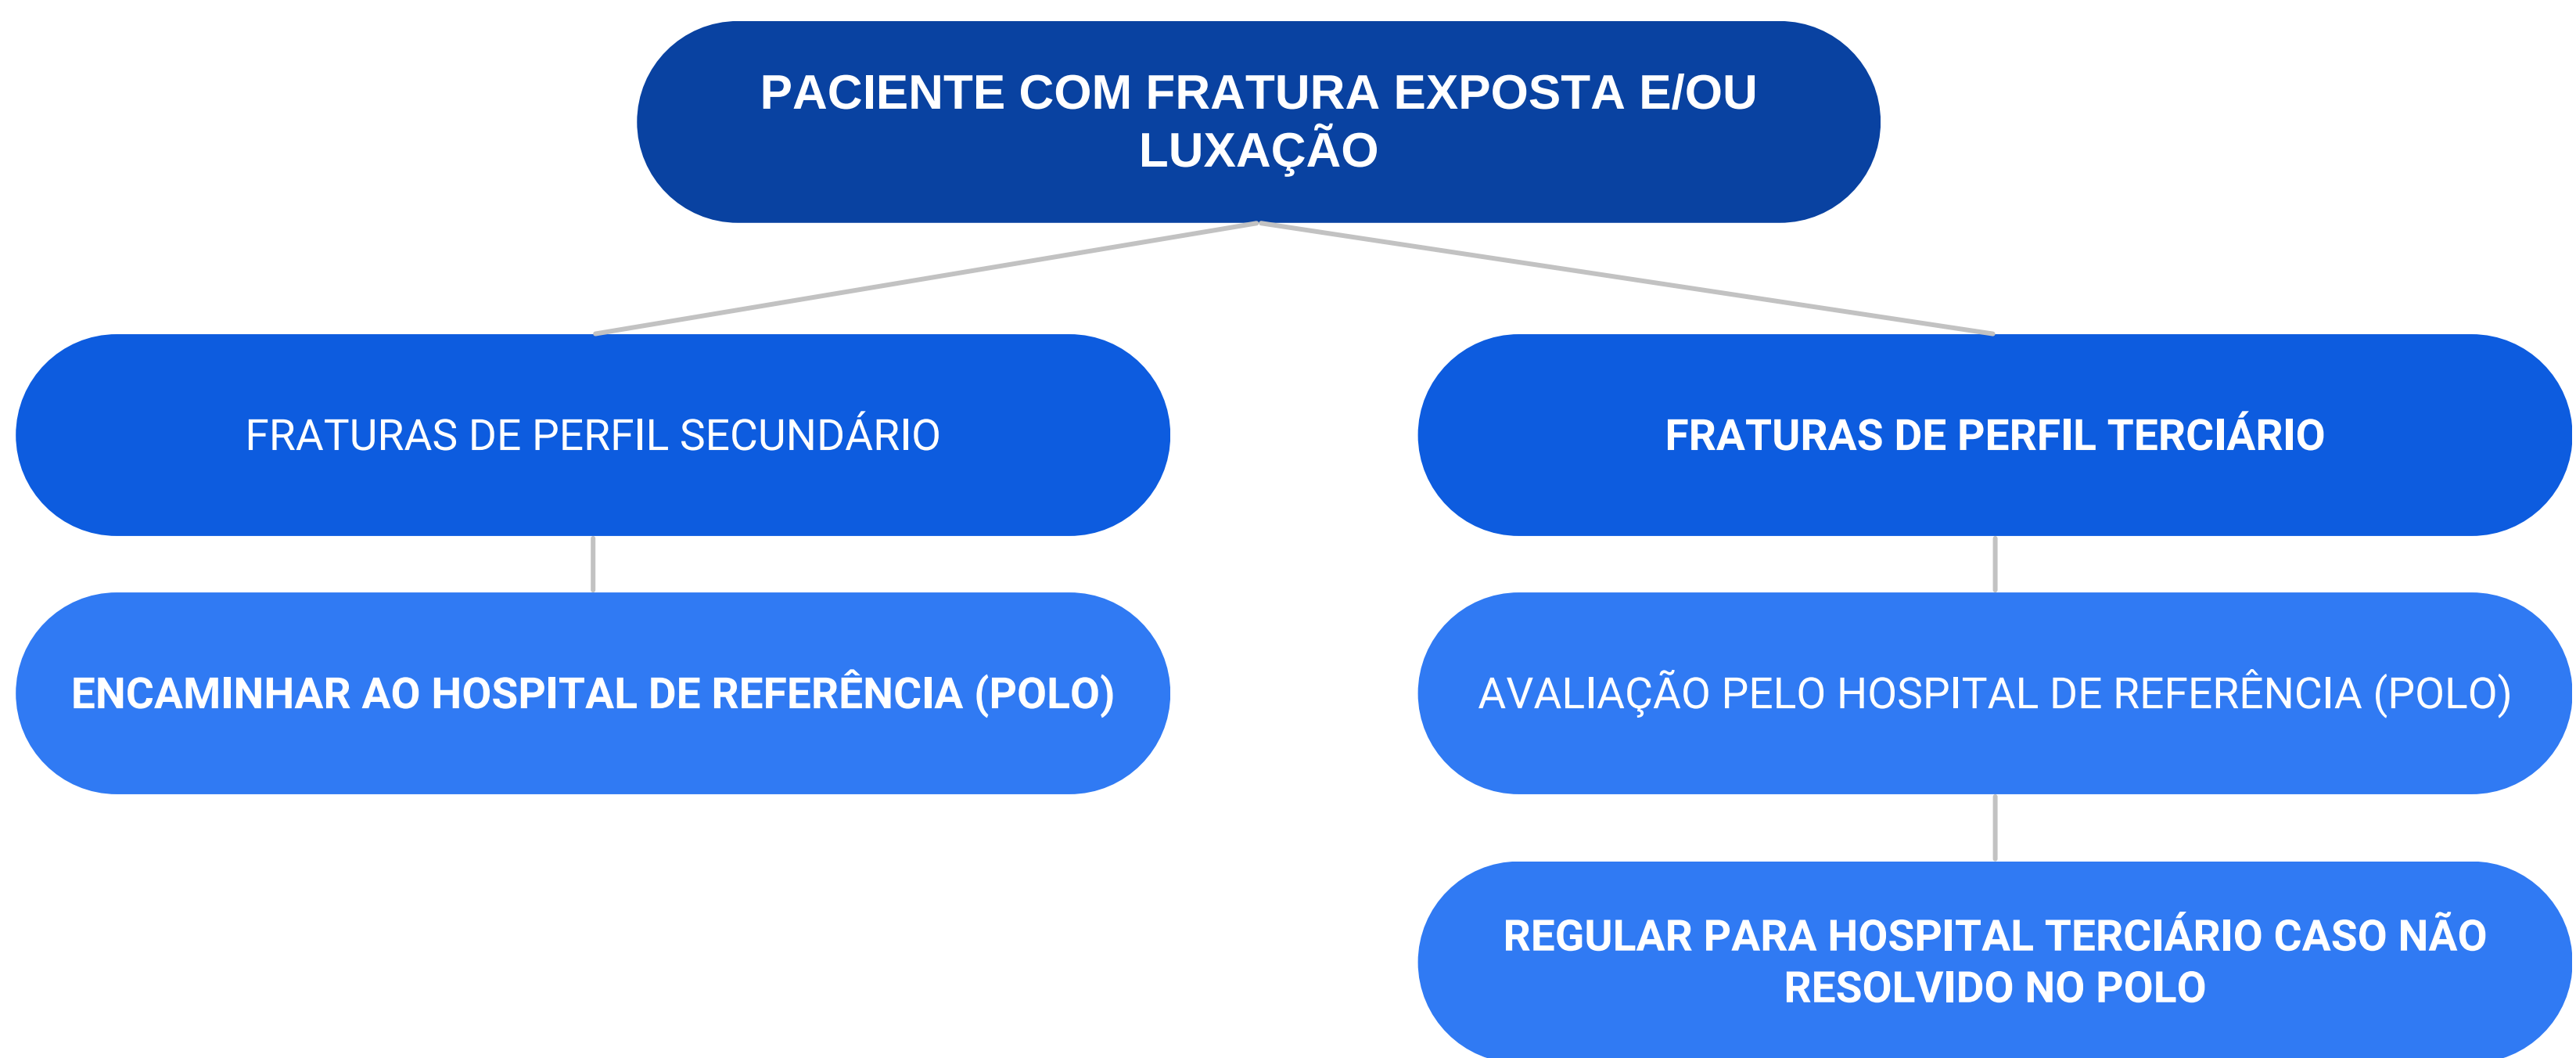 PACIENTE COM FRATURA EXPOSTA E/OU
LUXAÇÃO
FRATURAS DE PERFIL SECUNDÁRIO
FRATURAS DE PERFIL TERCIÁRIO
ENCAMINHAR AO HOSPITAL DE REFERÊNCIA (POLO)
AVALIAÇÃO PELO HOSPITAL DE REFERÊNCIA (POLO)
REGULAR PARA HOSPITAL TERCIÁRIO CASO NÃO
RESOLVIDO NO POLO